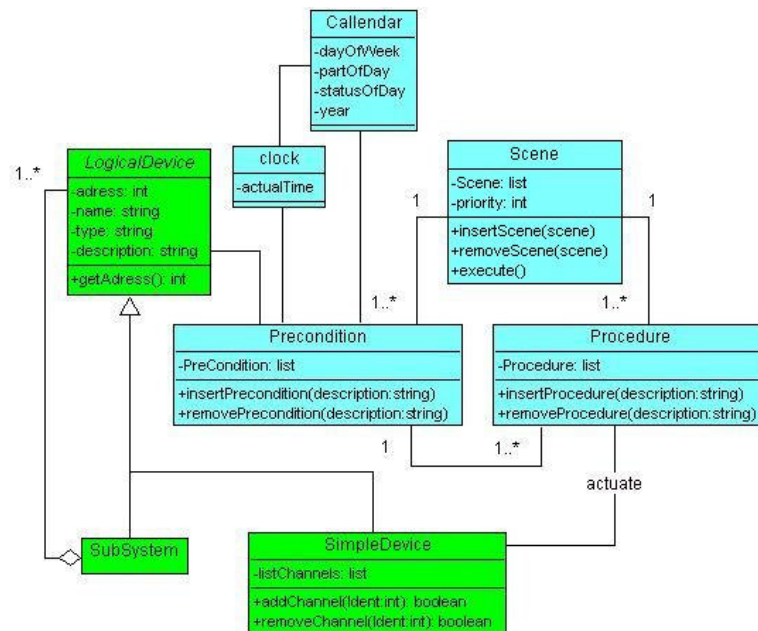 Callendar
-dayOfWeek
-partOfDay
-statusOfDay
-year
clock
-actualTime
1..*
LogicalDevice
-adress: int
-name: string
-type: string
-description: string
+getAdress(): int
Scene
-Scene: list
-priority: int
+insertScene(scene)
+removeScene(scene)
+execute()
1
1
1..*
1..*
Precondition
-PreCondition: list
+insertPrecondition(description:string)
+removePrecondition(description:string)
Procedure
-Procedure: list
+insertProcedure(description:string)
+removeProcedure(description:string)
1
1..*
actuate
SubSystem
SimpleDevice
-listChannels: list
+addChannel(Ident:int): boolean
+removeChannel(Ident:int): boolean